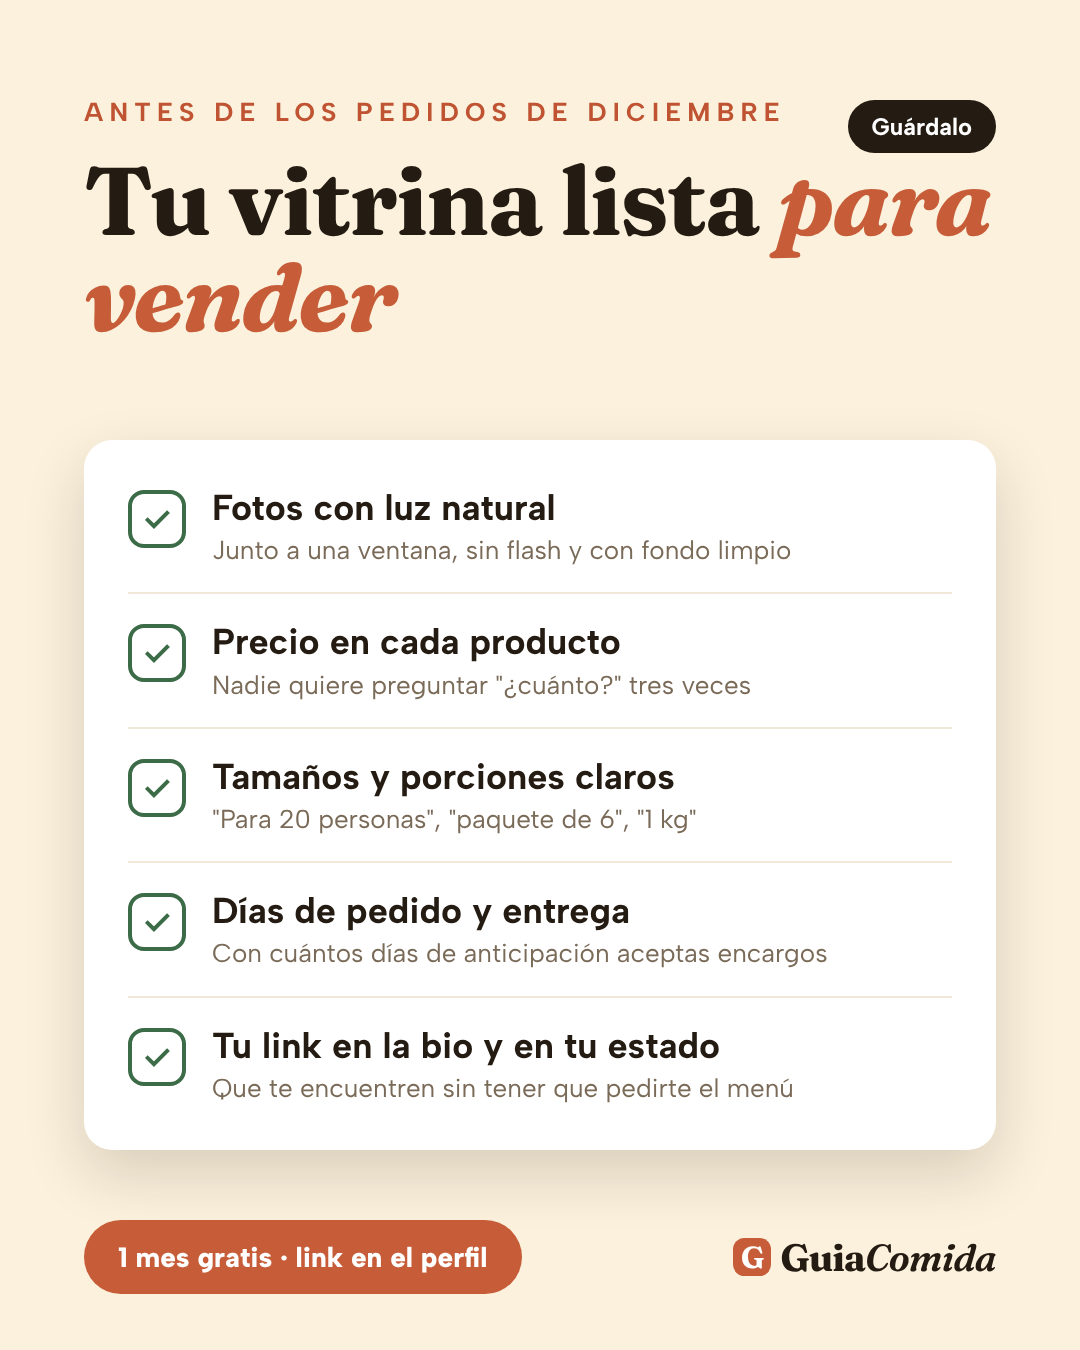 ANTES DE LOS PEDIDOS DE DICIEMBRE
Guárdalo
Tu vitrina lista para
vender
Fotos con luz natural
Junto a una ventana, sin flash y con fondo limpio
Precio en cada producto
Nadie quiere preguntar "¿cuánto?" tres veces
Tamaños y porciones claros
"Para 20 personas", "paquete de 6", "1 kg"
Días de pedido y entrega
Con cuántos días de anticipación aceptas encargos
Tu link en la bio y en tu estado
Que te encuentren sin tener que pedirte el menú
1 mes gratis · link en el perfil
G GuiaComida